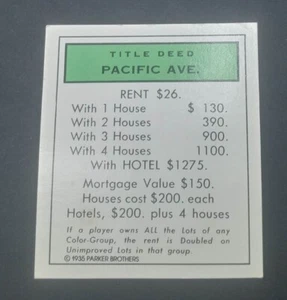 TITLE DEED
PACIFIC AVE.
RENT $26.
With 1 House $ 130.
With 2 Houses 390.
With 3 Houses 900.
With 4 Houses 1100.
With HOTEL $1275.
Mortgage Value $150.
Houses cost $200. each
Hotels, $200. plus 4 houses
If a player owns ALL the Lots of any
Color-Group, the rent is Doubled on
Unimproved Lots in that group.
© 1935 PARKER BROTHERS